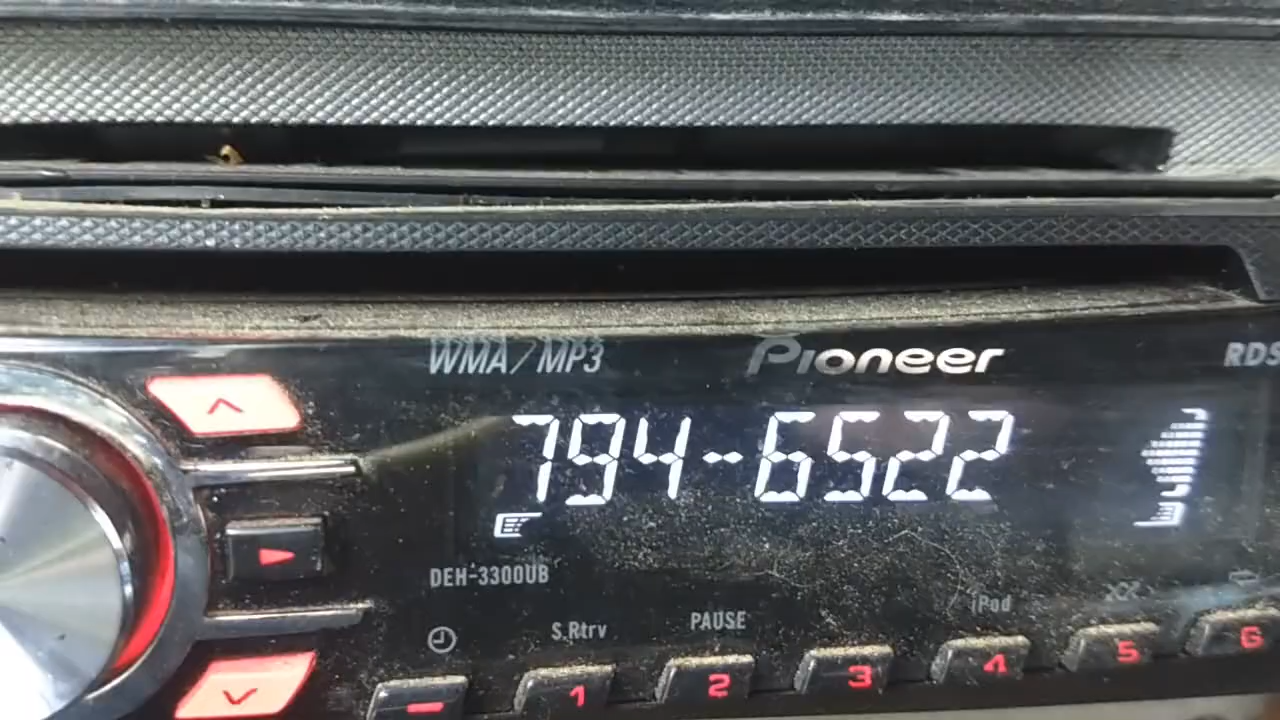 WMA/MP3 Pioneer RDS
794-6522
DEH-3300UB
S.Rtrv PAUSE iPod
1 2 3 4 5 6